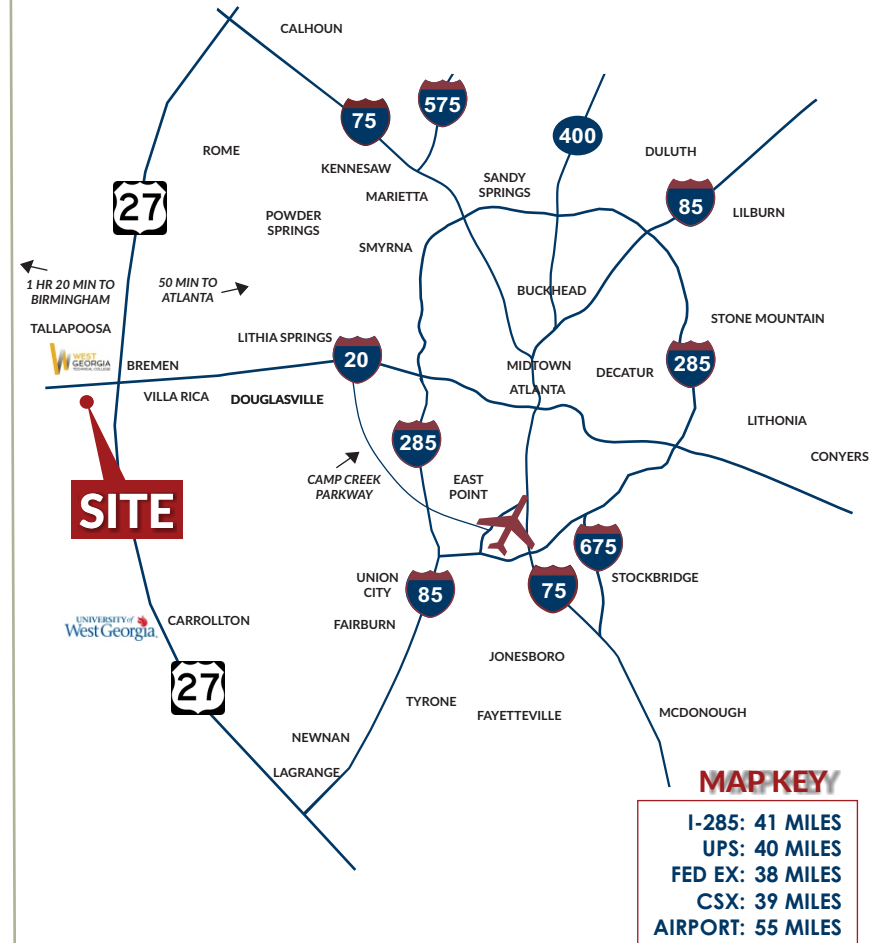 CALHOUN
575
75
400
ROME
DULUTH
KENNESAW
SANDY
SPRINGS
MARIETTA
27
85
LILBURN
POWDER
SPRINGS
SMYRNA
1 HR 20 MIN TO
BIRMINGHAM
50 MIN TO
ATLANTA
BUCKHEAD
TALLAPOOSA
STONE MOUNTAIN
LITHIA SPRINGS
WEST
GEORGIA
TECHNICAL COLLEGE
BREMEN
20
MIDTOWN
DECATUR
285
ATLANTA
VILLA RICA
DOUGLASVILLE
LITHONIA
285
CONYERS
CAMP CREEK
PARKWAY
EAST
POINT
SITE
675
UNION
CITY
85
75
STOCKBRIDGE
UNIVERSITY of
West Georgia
CARROLLTON
FAIRBURN
JONESBORO
27
TYRONE
FAYETTEVILLE
MCDONOUGH
NEWNAN
LAGRANGE
MAP KEY
I-285: 41 MILES
UPS: 40 MILES
FED EX: 38 MILES
CSX: 39 MILES
AIRPORT: 55 MILES